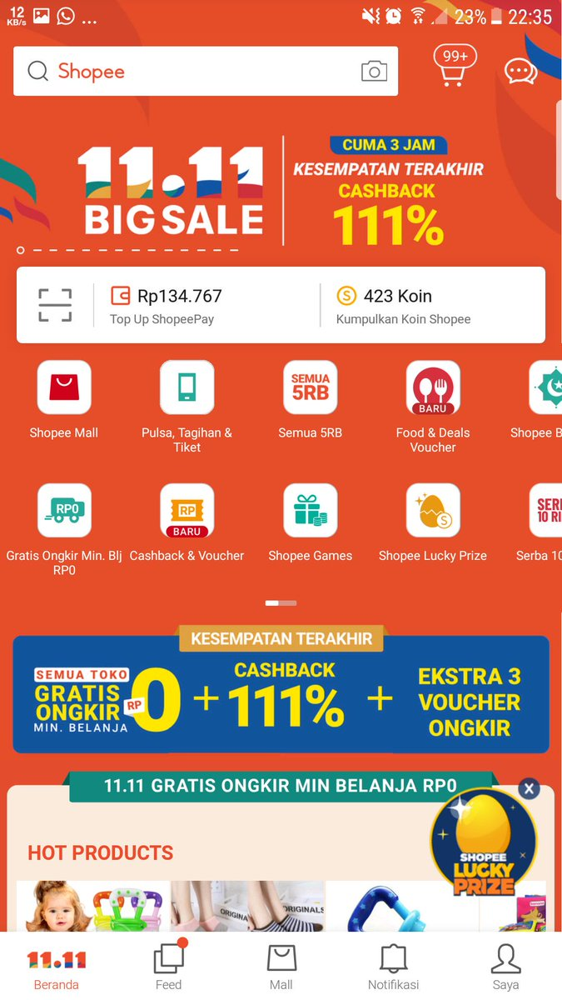 12
KB/s
...
23%
22:35
Shopee
99+
11.11
BIG SALE
CUMA 3 JAM
KESEMPATAN TERAKHIR
CASHBACK
111%
Rp134.767
Top Up ShopeePay
S
423 Koin
Kumpulkan Koin Shopee
SEMUA
5RB
BARU
Shopee Mall
Pulsa, Tagihan &
Tiket
Semua 5RB
Food & Deals
Voucher
Shopee B
RP0
RP
BARU
S
SER
10 RI
Gratis Ongkir Min. Blj
RP0
Cashback & Voucher
Shopee Games
Shopee Lucky Prize
Serba 10
KESEMPATAN TERAKHIR
SEMUA TOKO
GRATIS
ONGKIR
MIN. BELANJA
RP
0
+
CASHBACK
111%
+
EKSTRA 3
VOUCHER
ONGKIR
11.11 GRATIS ONGKIR MIN BELANJA RP0
X
HOT PRODUCTS
SHOPEE
LUCKY
PRIZE
ORIGINAL
ORIGINALS
11.11
Beranda
Feed
Mall
Notifikasi
Saya